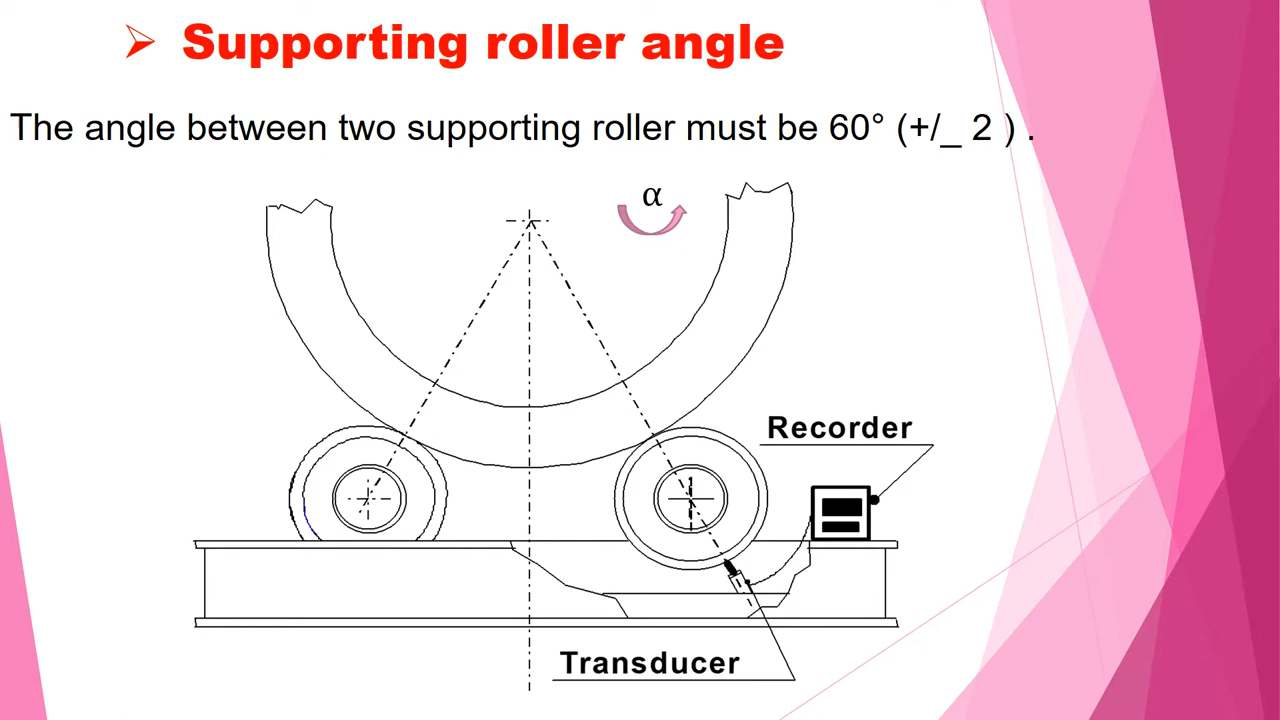 Supporting roller angle
The angle between two supporting roller must be 60° (+/_ 2 ) .
α
Recorder
Transducer